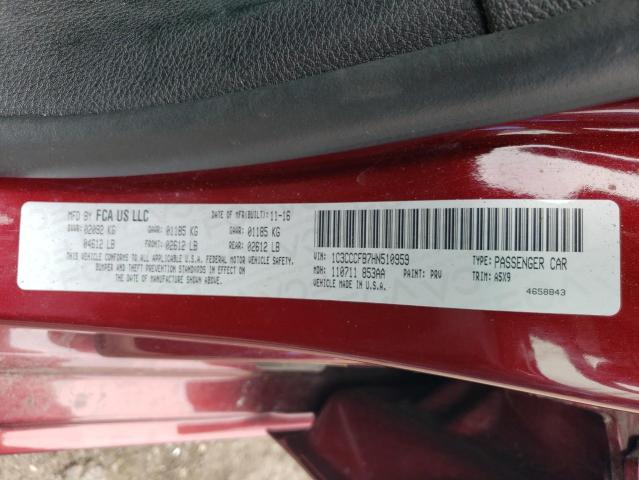 MFD BY FCA US LLC DATE OF MFR(BUILT):11-16
GVWR: 02092 KG GAWR: 01185 KG GAWR: 01185 KG
04612 LB FRONT: 02612 LB REAR: 02612 LB
THIS VEHICLE CONFORMS TO ALL APPLICABLE U.S.A. FEDERAL MOTOR VEHICLE SAFETY,
BUMPER AND THEFT PREVENTION STANDARDS IN EFFECT ON THE DATE OF
MANUFACTURE SHOWN ABOVE.
VIN: 1C3CCCFB7HN510959 TYPE: PASSENGER CAR
MDH: 110711 853AA PAINT: PRV TRIM: A5X9
VEHICLE MADE IN U.S.A. 4658843